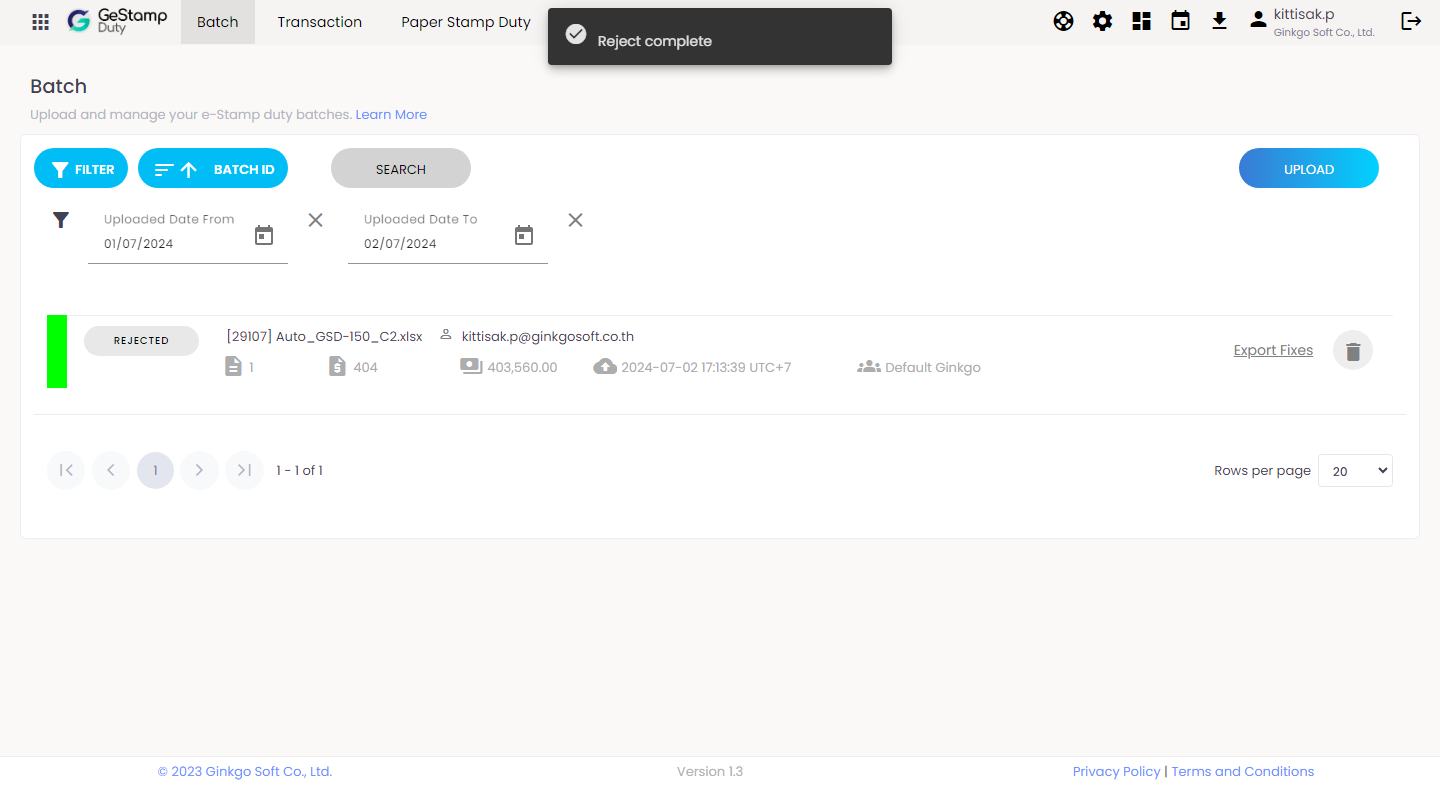 GeStamp
Duty
Batch
Transaction
Paper Stamp Duty
Reject complete
kittisak.p
Ginkgo Soft Co., Ltd.
Batch
Upload and manage your e-Stamp duty batches. Learn More
FILTER
BATCH ID
SEARCH
UPLOAD
Uploaded Date From
01/07/2024
Uploaded Date To
02/07/2024
REJECTED
[29107] Auto_GSD-150_C2.xlsx
kittisak.p@ginkgosoft.co.th
1
404
403,560.00
2024-07-02 17:13:39 UTC+7
Default Ginkgo
Export Fixes
1
1 - 1 of 1
Rows per page
20
© 2023 Ginkgo Soft Co., Ltd.
Version 1.3
Privacy Policy | Terms and Conditions